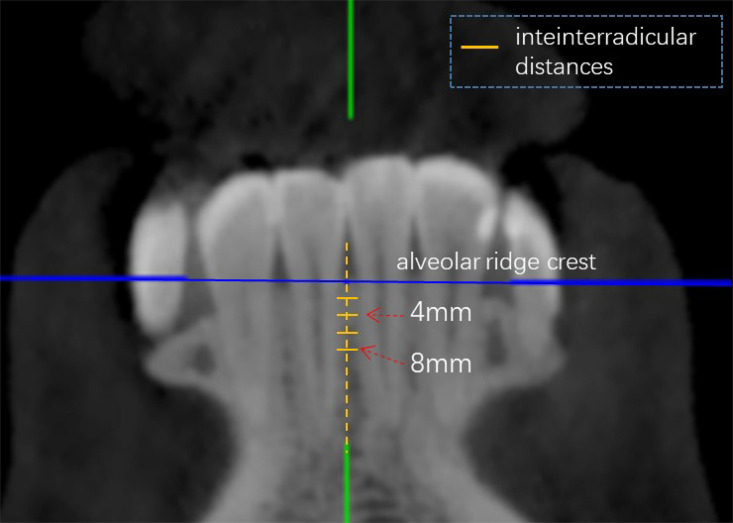 inteinterradicular
distances
alveolar ridge crest
4mm
8mm